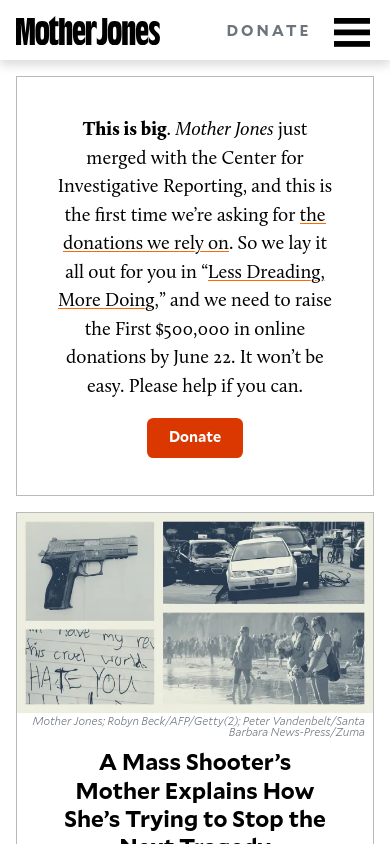 Mother Jones
DONATE
This is big. Mother Jones just
merged with the Center for
Investigative Reporting, and this is
the first time we’re asking for the
donations we rely on. So we lay it
all out for you in “Less Dreading,
More Doing,” and we need to raise
the First $500,000 in online
donations by June 22. It won’t be
easy. Please help if you can.
Donate
have my
this cruel world.
HATE YOU
Mother Jones; Robyn Beck/AFP/Getty(2); Peter Vandenbelt/Santa
Barbara News-Press/Zuma
A Mass Shooter’s
Mother Explains How
She’s Trying to Stop the
Next Tragedy